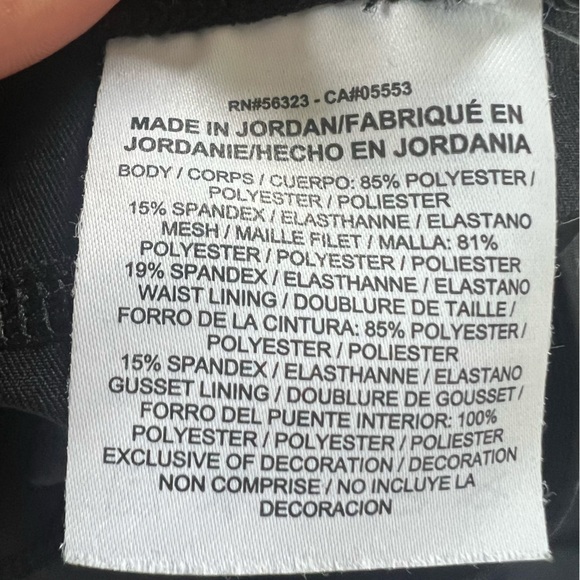 RN#56323 - CA#05553
MADE IN JORDAN/FABRIQUÉ EN
JORDANIE/HECHO EN JORDANIA
BODY / CORPS / CUERPO: 85% POLYESTER /
POLYESTER / POLIESTER
15% SPANDEX / ELASTHANNE / ELASTANO
MESH / MAILLE FILET / MALLA: 81%
POLYESTER / POLYESTER / POLIESTER
19% SPANDEX / ELASTHANNE / ELASTANO
WAIST LINING / DOUBLURE DE TAILLE /
FORRO DE LA CINTURA: 85% POLYESTER /
POLYESTER / POLIESTER
15% SPANDEX / ELASTHANNE / ELASTANO
GUSSET LINING / DOUBLURE DE GOUSSET /
FORRO DEL PUENTE INTERIOR: 100%
POLYESTER / POLYESTER / POLIESTER
EXCLUSIVE OF DECORATION / DECORATION
NON COMPRISE / NO INCLUYE LA
DECORACION